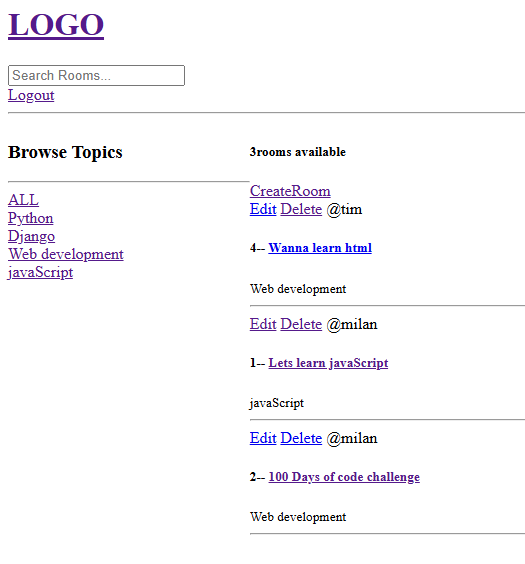 LOGO
Search Rooms...
Logout
Browse Topics
ALL
Python
Django
Web development
javaScript
3rooms available
CreateRoom
Edit Delete @tim
4-- Wanna learn html
Web development
Edit Delete @milan
1-- Lets learn javaScript
javaScript
Edit Delete @milan
2-- 100 Days of code challenge
Web development